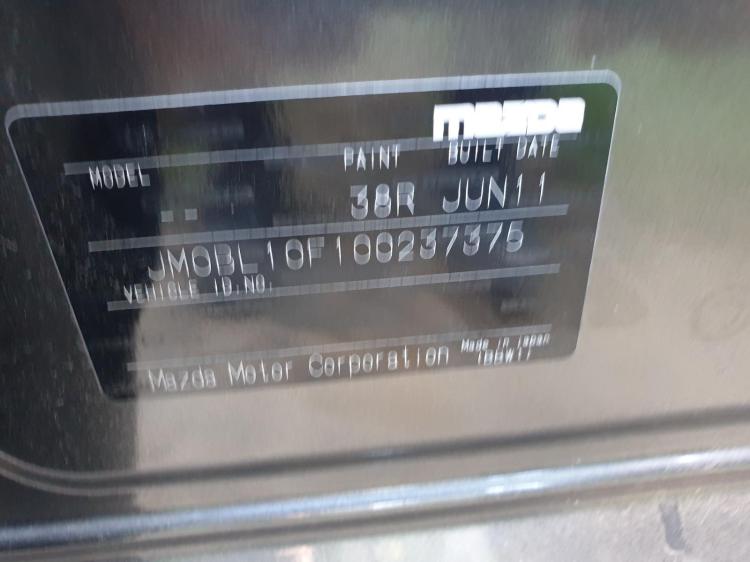 mazda
MODEL PAINT BUILT DATE
38R JUN11
JM0BL10F100237375
VEHICLE ID.NO.
Mazda Motor Corporation Made in Japan